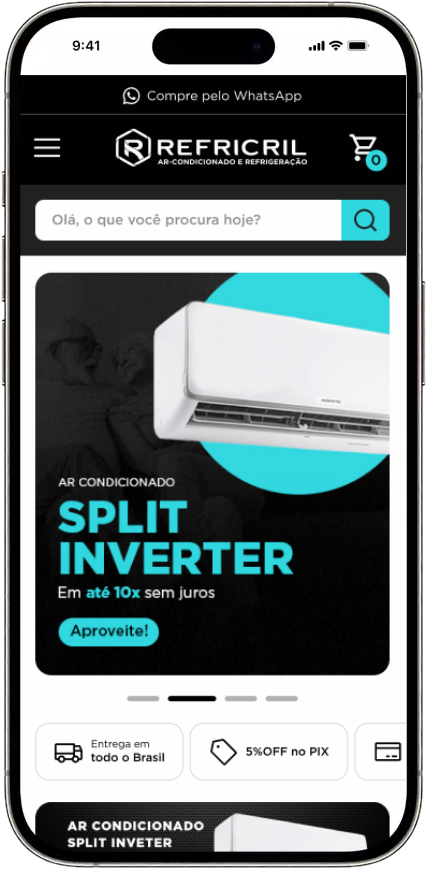 9:41
Compre pelo WhatsApp
REFRICRIL
AR-CONDICIONADO E REFRIGERAÇÃO
0
Olá, o que você procura hoje?
AR CONDICIONADO
SPLIT
INVERTER
Em até 10x sem juros
Aproveite!
Entrega em
todo o Brasil
5%OFF no PIX
AR CONDICIONADO
SPLIT INVETER